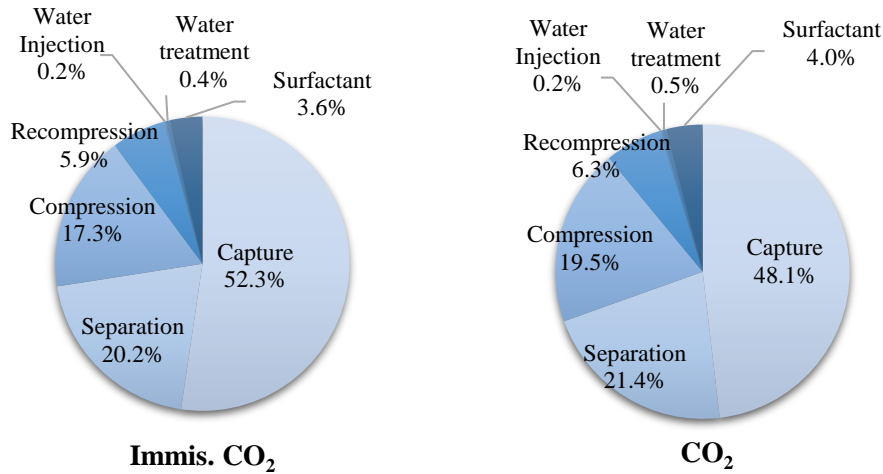 Water
Injection
0.2%
Water
treatment
0.4%
Surfactant
3.6%
Recompression
5.9%
Compression
17.3%
Capture
52.3%
Separation
20.2%
Immis. CO₂
Water
Injection
0.2%
Water
treatment
0.5%
Surfactant
4.0%
Recompression
6.3%
Compression
19.5%
Capture
48.1%
Separation
21.4%
CO₂